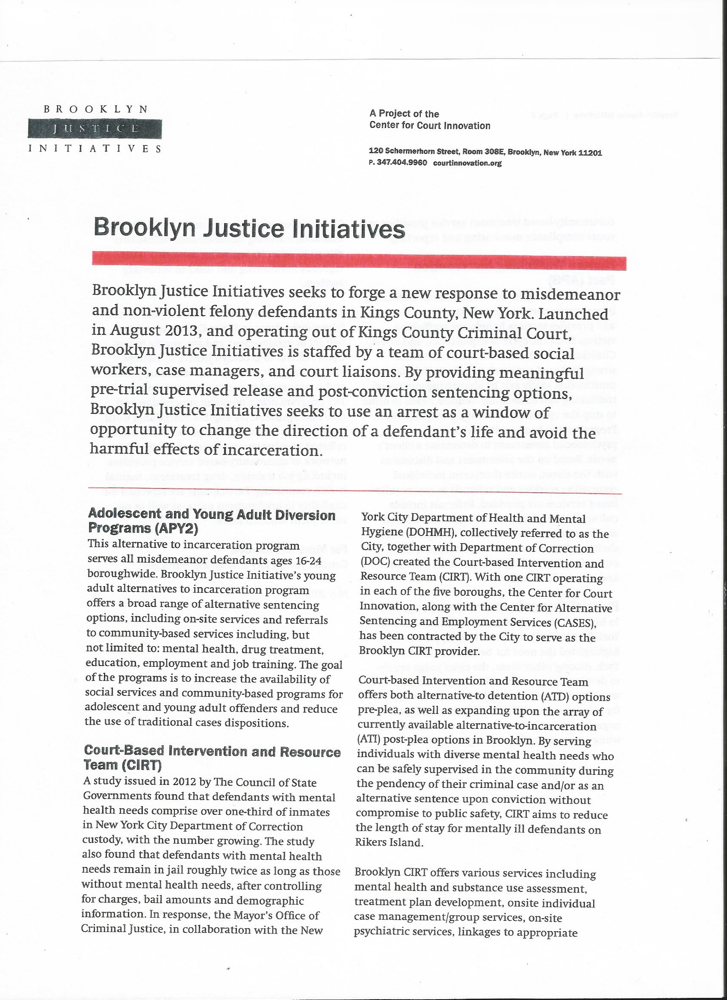 BROOKLYN
JUSTICE
INITIATIVES
A Project of the
Center for Court Innovation
120 Schermerhorn Street, Room 308E, Brooklyn, New York 11201
P. 347.404.9960 courtinnovation.org
Brooklyn Justice Initiatives
Brooklyn Justice Initiatives seeks to forge a new response to misdemeanor
and non-violent felony defendants in Kings County, New York. Launched
in August 2013, and operating out of Kings County Criminal Court,
Brooklyn Justice Initiatives is staffed by a team of court-based social
workers, case managers, and court liaisons. By providing meaningful
pre-trial supervised release and post-conviction sentencing options,
Brooklyn Justice Initiatives seeks to use an arrest as a window of
opportunity to change the direction of a defendant's life and avoid the
harmful effects of incarceration.
Adolescent and Young Adult Diversion
Programs (APY2)
This alternative to incarceration program
serves all misdemeanor defendants ages 16-24
boroughwide. Brooklyn Justice Initiative's young
adult alternatives to incarceration program
offers a broad range of alternative sentencing
options, including on-site services and referrals
to community-based services including, but
not limited to: mental health, drug treatment,
education, employment and job training. The goal
of the programs is to increase the availability of
social services and community-based programs for
adolescent and young adult offenders and reduce
the use of traditional cases dispositions.
Court-Based Intervention and Resource
Team (CIRT)
A study issued in 2012 by The Council of State
Governments found that defendants with mental
health needs comprise over one-third of inmates
in New York City Department of Correction
custody, with the number growing. The study
also found that defendants with mental health
needs remain in jail roughly twice as long as those
without mental health needs, after controlling
for charges, bail amounts and demographic
information. In response, the Mayor's Office of
Criminal Justice, in collaboration with the New
York City Department of Health and Mental
Hygiene (DOHMH), collectively referred to as the
City, together with Department of Correction
(DOC) created the Court-based Intervention and
Resource Team (CIRT). With one CIRT operating
in each of the five boroughs, the Center for Court
Innovation, along with the Center for Alternative
Sentencing and Employment Services (CASES),
has been contracted by the City to serve as the
Brooklyn CIRT provider.
Court-based Intervention and Resource Team
offers both alternative-to detention (ATD) options
pre-plea, as well as expanding upon the array of
currently available alternative-to-incarceration
(ATI) post-plea options in Brooklyn. By serving
individuals with diverse mental health needs who
can be safely supervised in the community during
the pendency of their criminal case and/or as an
alternative sentence upon conviction without
compromise to public safety, CIRT aims to reduce
the length of stay for mentally ill defendants on
Rikers Island.
Brooklyn CIRT offers various services including
mental health and substance use assessment,
treatment plan development, onsite individual
case management/group services, on-site
psychiatric services, linkages to appropriate